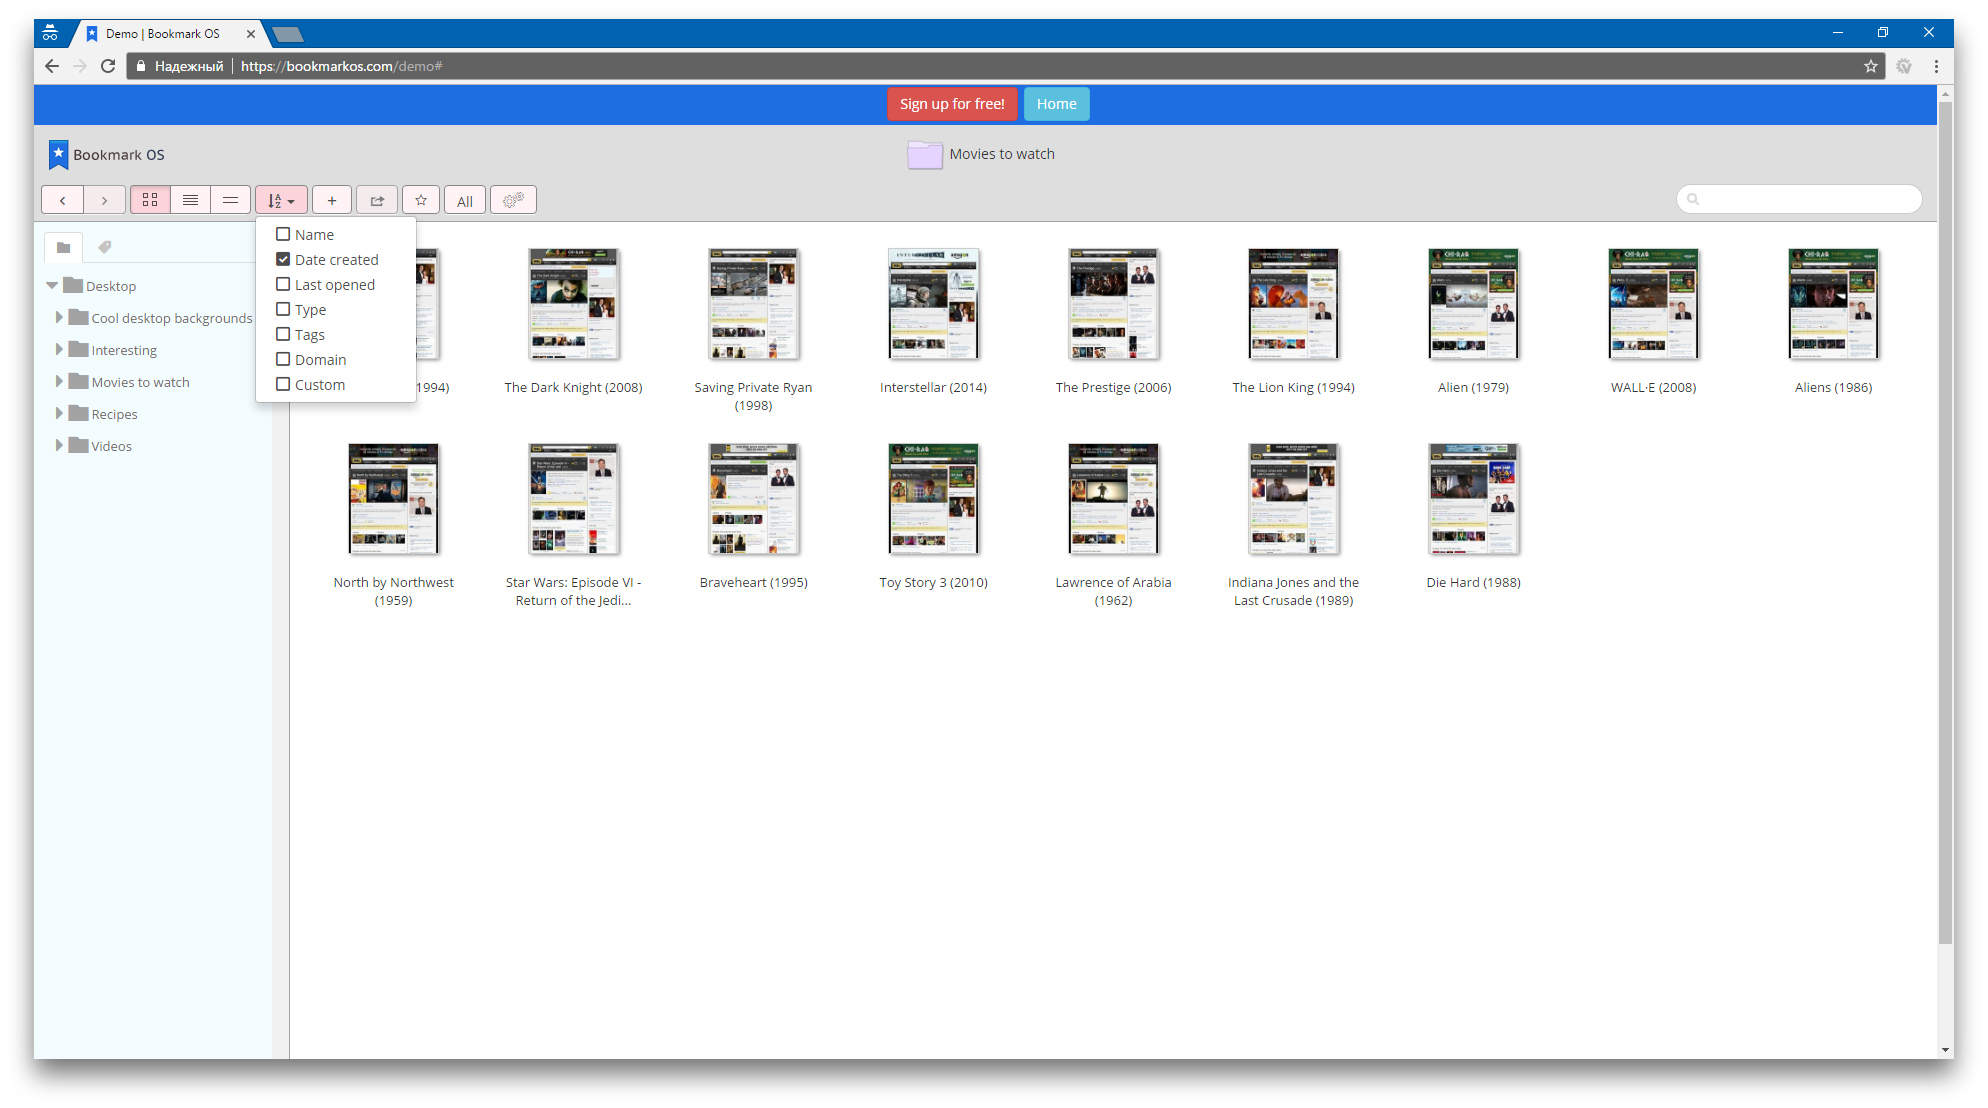 Demo | Bookmark OS
Надежный
https://bookmarkos.com/demo#
Sign up for free!
Home
Bookmark OS
Movies to watch
All
Name
Date created
Last opened
Type
Tags
Domain
Custom
Desktop
Cool desktop backgrounds
Interesting
Movies to watch
Recipes
Videos
1994)
The Dark Knight (2008)
Saving Private Ryan
(1998)
Interstellar (2014)
The Prestige (2006)
The Lion King (1994)
Alien (1979)
WALL·E (2008)
Aliens (1986)
North by Northwest
(1959)
Star Wars: Episode VI -
Return of the Jedi...
Braveheart (1995)
Toy Story 3 (2010)
Lawrence of Arabia
(1962)
Indiana Jones and the
Last Crusade (1989)
Die Hard (1988)